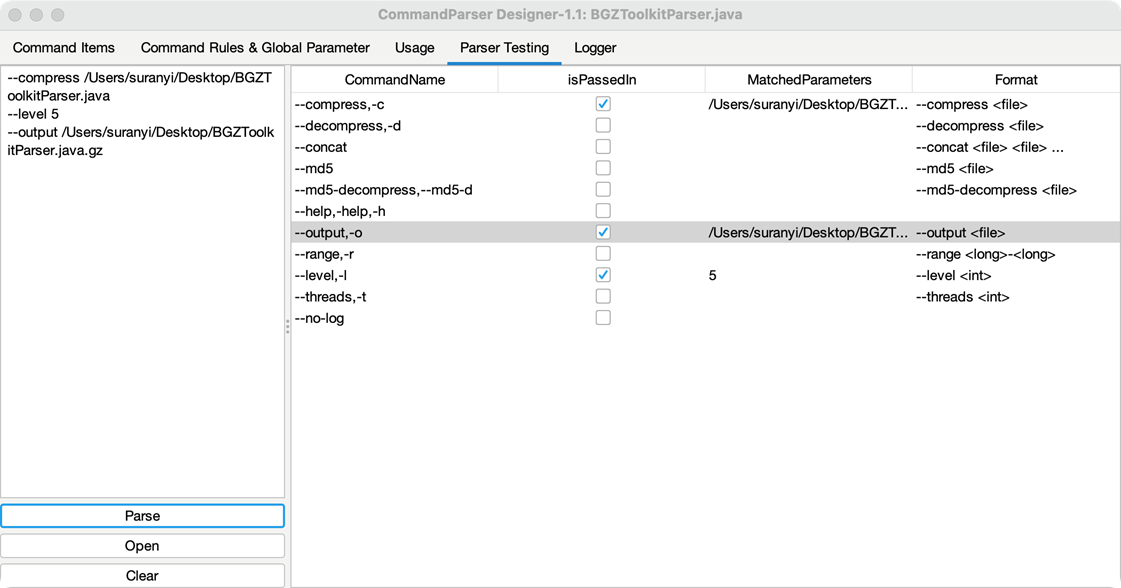 CommandParser Designer-1.1: BGZToolkitParser.java
Command Items Command Rules & Global Parameter Usage Parser Testing Logger
--compress /Users/suranyi/Desktop/BGZT
oolkitParser.java
--level 5
--output /Users/suranyi/Desktop/BGZToolk
itParser.java.gz
Parse
Open
Clear
CommandName isPassedIn MatchedParameters Format
--compress,-c /Users/suranyi/Desktop/BGZT... --compress <file>
--decompress,-d --decompress <file>
--concat --concat <file> <file> ...
--md5 --md5 <file>
--md5-decompress,--md5-d --md5-decompress <file>
--help,-help,-h
--output,-o /Users/suranyi/Desktop/BGZT... --output <file>
--range,-r --range <long>-<long>
--level,-l 5 --level <int>
--threads,-t --threads <int>
--no-log